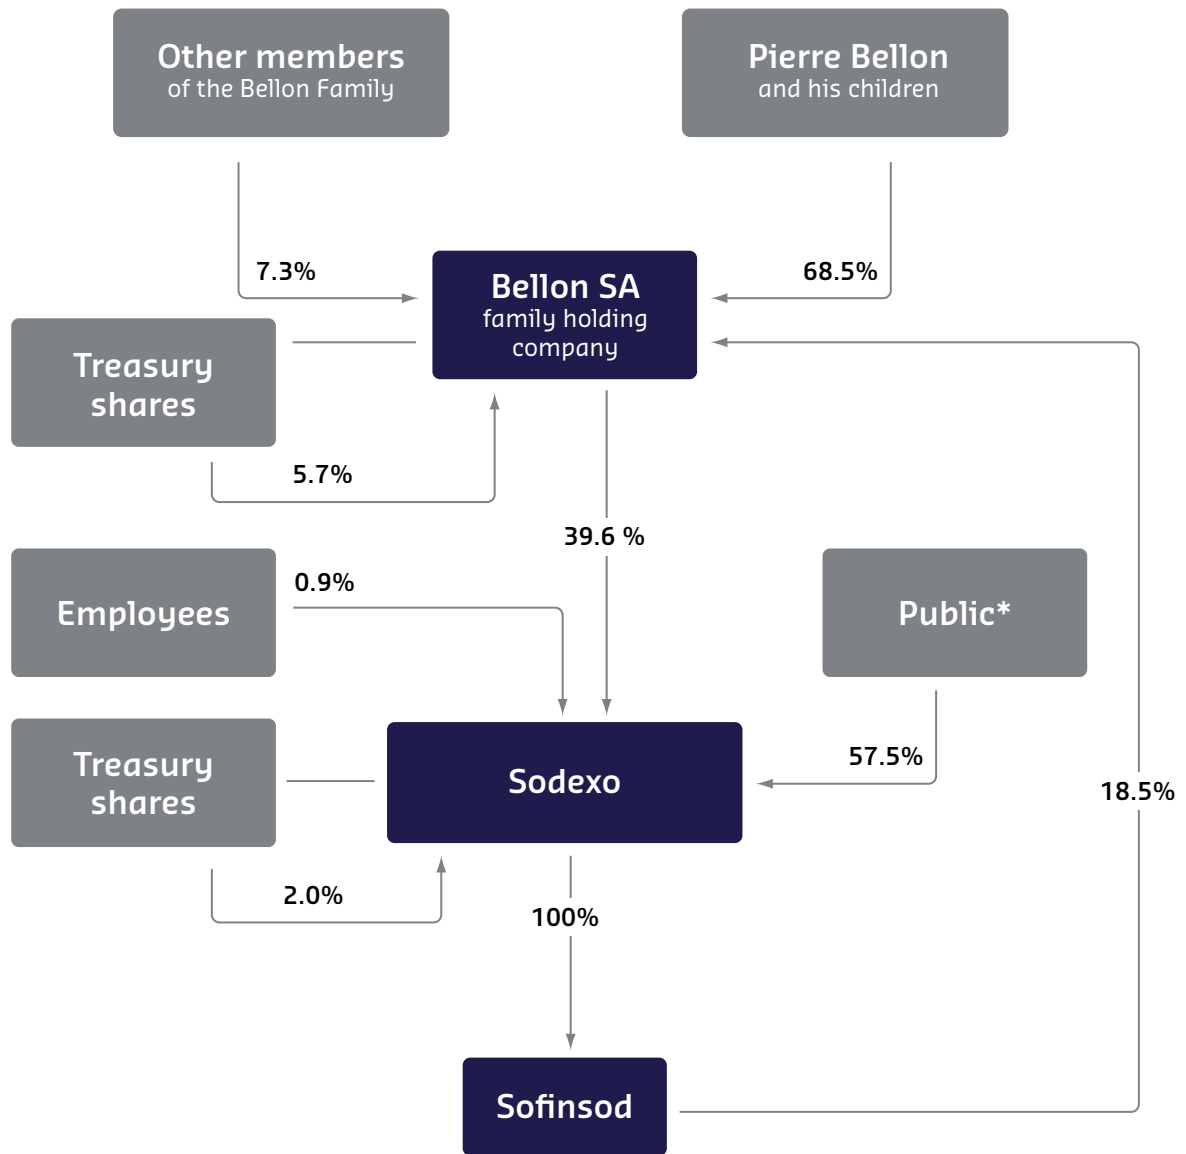 Other members
of the Bellon Family
Pierre Bellon
and his children
7.3%
68.5%
Bellon SA
family holding
company
Treasury
shares
5.7%
39.6 %
Employees
0.9%
Public*
Treasury
shares
Sodexo
57.5%
18.5%
2.0%
100%
Sofinsod